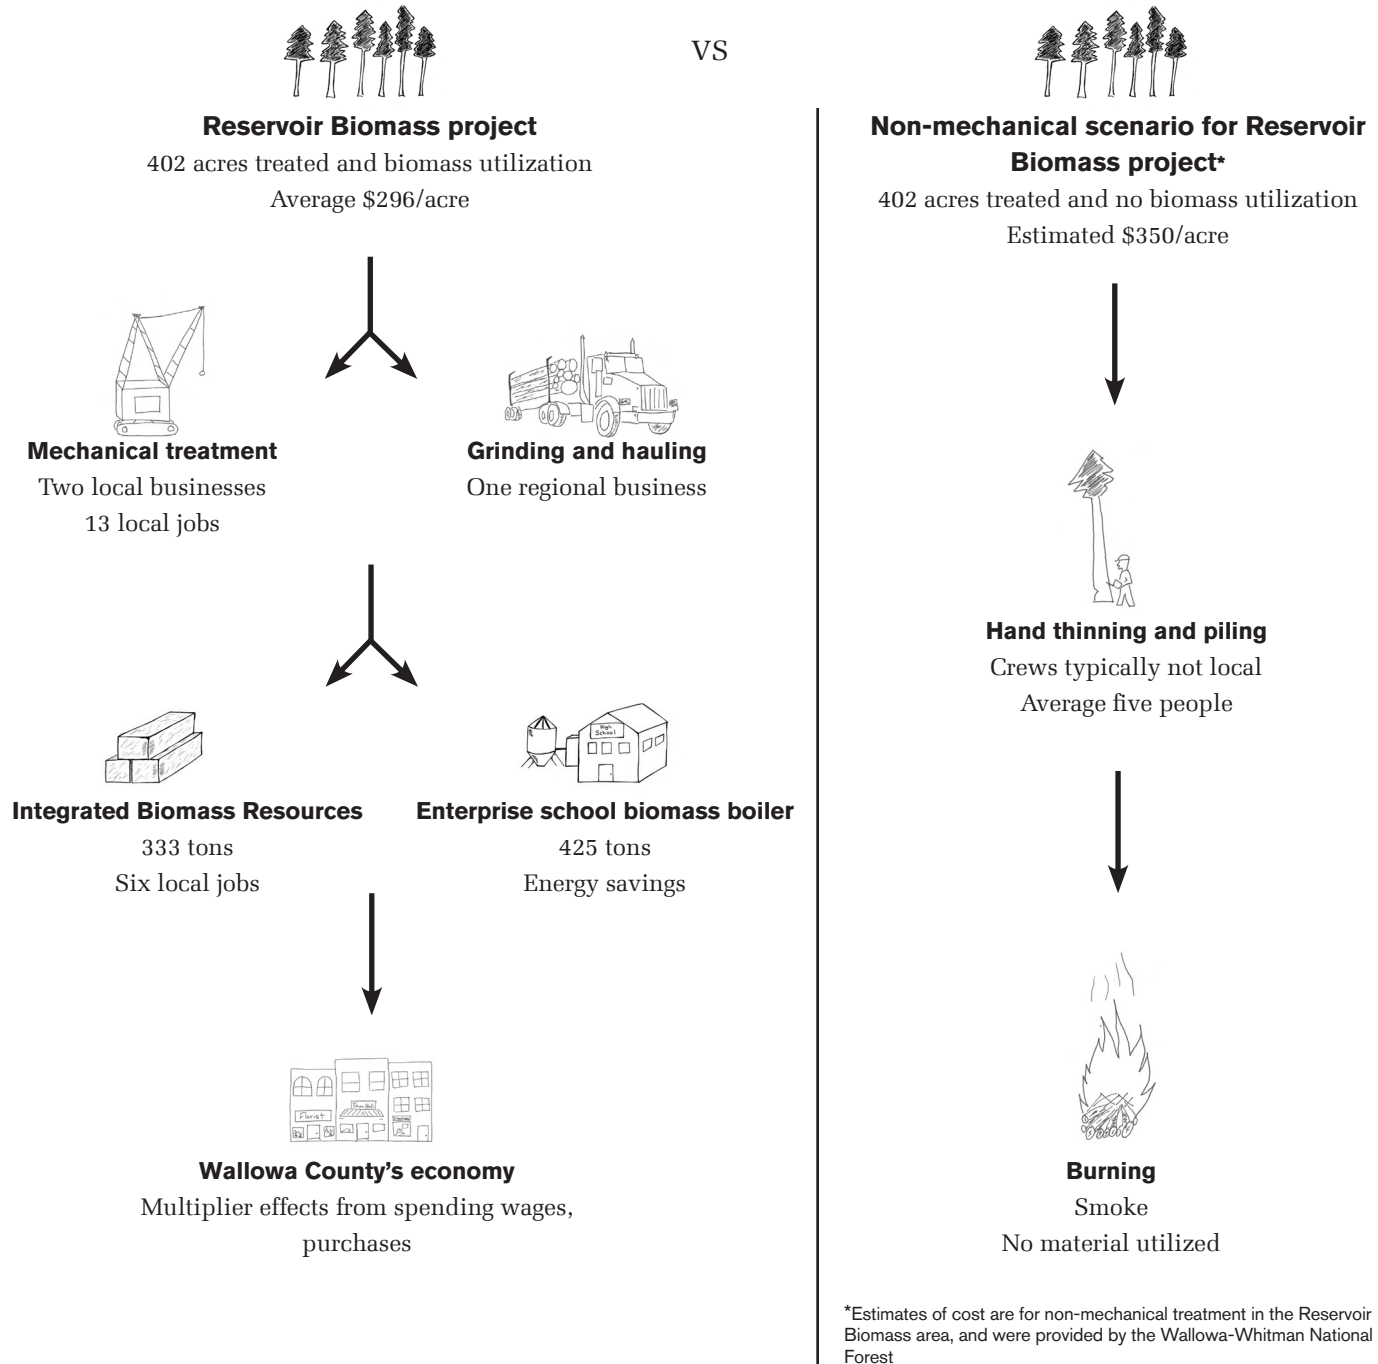 VS
Reservoir Biomass project
402 acres treated and biomass utilization
Average $296/acre
Mechanical treatment
Two local businesses
13 local jobs
Grinding and hauling
One regional business
Integrated Biomass Resources
333 tons
Six local jobs
High
School
Enterprise school biomass boiler
425 tons
Energy savings
Florist
Wallowa County’s economy
Multiplier effects from spending wages,
purchases
Non-mechanical scenario for Reservoir
Biomass project*
402 acres treated and no biomass utilization
Estimated $350/acre
Hand thinning and piling
Crews typically not local
Average five people
Burning
Smoke
No material utilized
*Estimates of cost are for non-mechanical treatment in the Reservoir
Biomass area, and were provided by the Wallowa-Whitman National
Forest